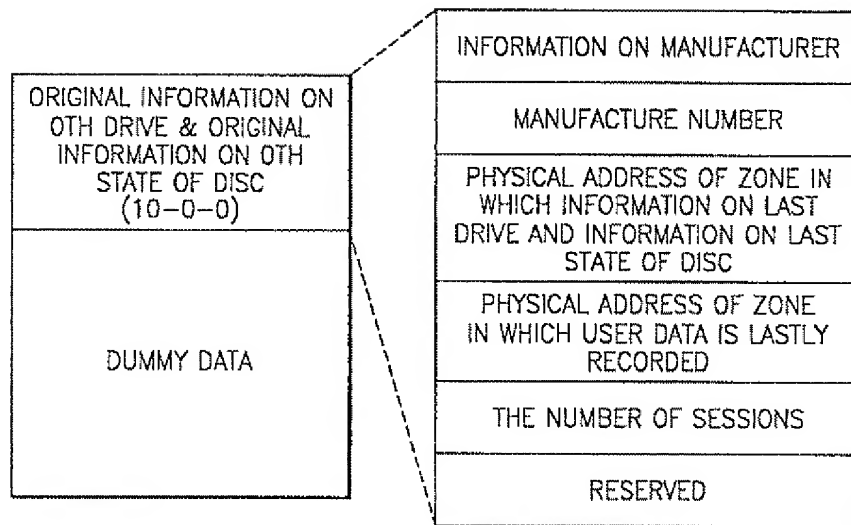 ORIGINAL INFORMATION ON
0TH DRIVE & ORIGINAL
INFORMATION ON 0TH
STATE OF DISC
(10-0-0)
DUMMY DATA
INFORMATION ON MANUFACTURER
MANUFACTURE NUMBER
PHYSICAL ADDRESS OF ZONE IN
WHICH INFORMATION ON LAST
DRIVE AND INFORMATION ON LAST
STATE OF DISC
PHYSICAL ADDRESS OF ZONE
IN WHICH USER DATA IS LASTLY
RECORDED
THE NUMBER OF SESSIONS
RESERVED